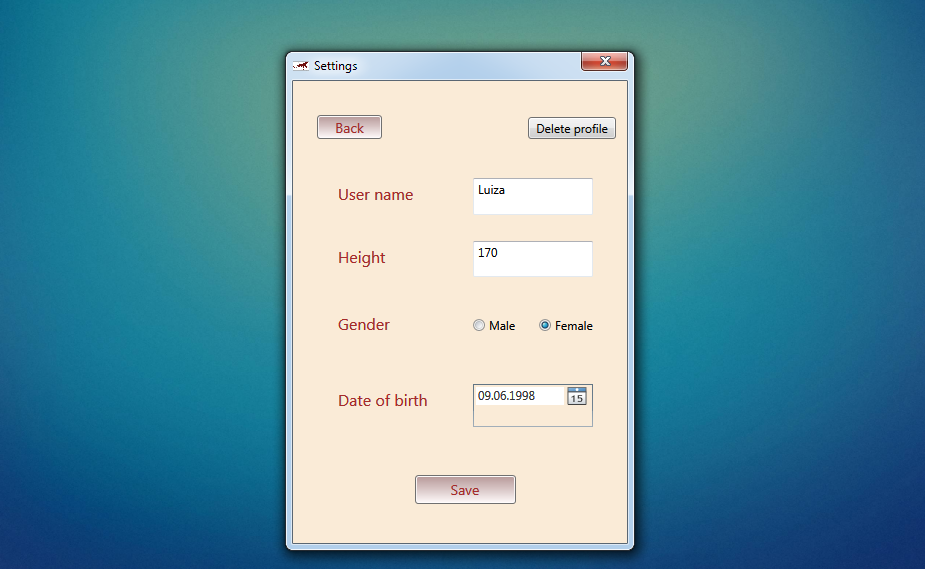 Settings
Back
Delete profile
User name
Luiza
Height
170
Gender
Male
Female
Date of birth
09.06.1998
15
Save